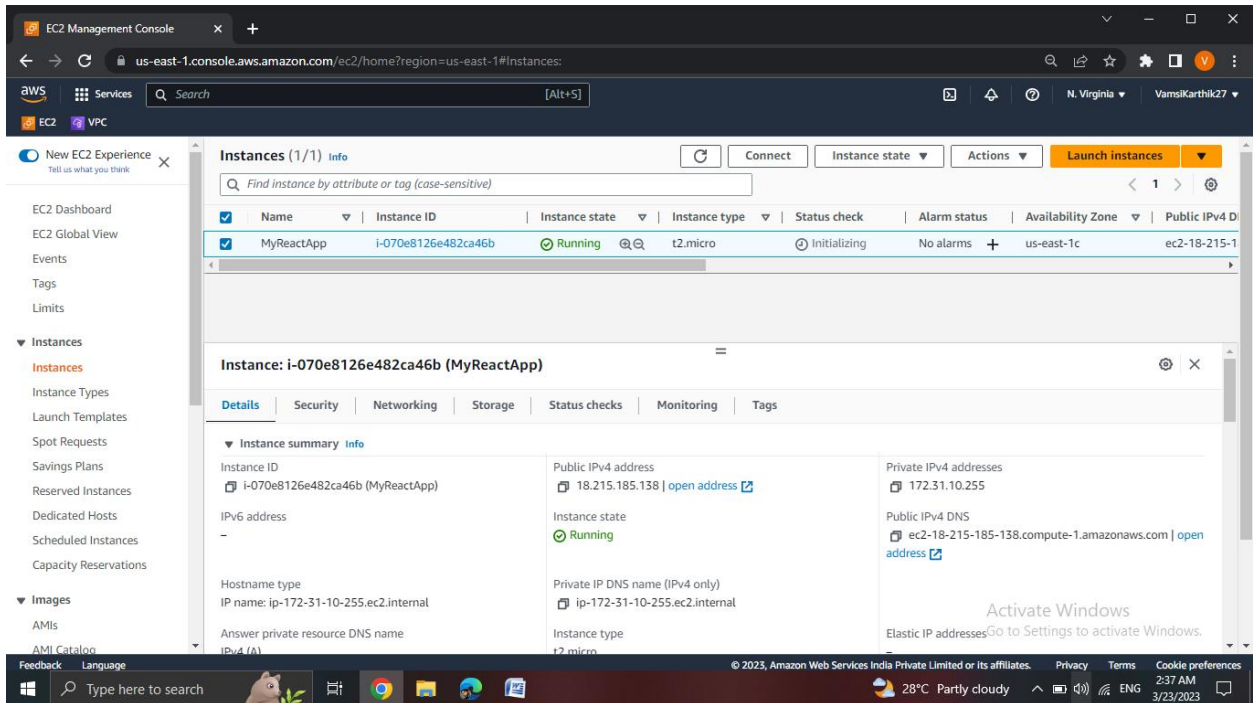 EC2 Management Console
us-east-1.console.aws.amazon.com/ec2/home?region=us-east-1#Instances:
V
aws Services Search [Alt+S] N. Virginia VamsiKarthik27
EC2 VPC
New EC2 Experience
Tell us what you think
EC2 Dashboard
EC2 Global View
Events
Tags
Limits
Instances
Instances
Instance Types
Launch Templates
Spot Requests
Savings Plans
Reserved Instances
Dedicated Hosts
Scheduled Instances
Capacity Reservations
Images
AMIs
AMI Catalog
Instances (1/1) Info Connect Instance state Actions Launch instances
Find instance by attribute or tag (case-sensitive) 1
Name Instance ID Instance state Instance type Status check Alarm status Availability Zone Public IPv4 D
MyReactApp i-070e8126e482ca46b Running t2.micro Initializing No alarms + us-east-1c ec2-18-215-1
Instance: i-070e8126e482ca46b (MyReactApp)
Details Security Networking Storage Status checks Monitoring Tags
Instance summary Info
Instance ID
i-070e8126e482ca46b (MyReactApp)
Public IPv4 address
18.215.185.138 | open address
Private IPv4 addresses
172.31.10.255
IPv6 address
–
Instance state
Running
Public IPv4 DNS
ec2-18-215-185-138.compute-1.amazonaws.com | open
address
Hostname type
IP name: ip-172-31-10-255.ec2.internal
Private IP DNS name (IPv4 only)
ip-172-31-10-255.ec2.internal
Answer private resource DNS name
IPv4 (A)
Instance type
t2.micro
Elastic IP addresses
–
Activate Windows
Go to Settings to activate Windows.
Feedback Language © 2023, Amazon Web Services India Private Limited or its affiliates. Privacy Terms Cookie preferences
Type here to search 28°C Partly cloudy ENG 2:37 AM
3/23/2023